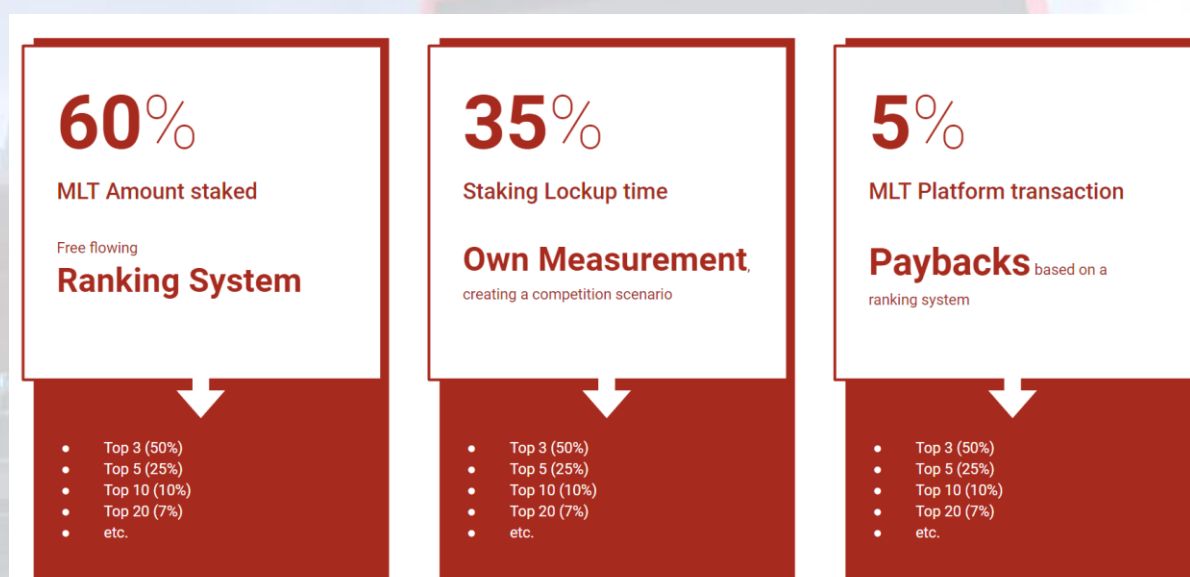 60%
MLT Amount staked
Free flowing
Ranking System
● Top 3 (50%)
● Top 5 (25%)
● Top 10 (10%)
● Top 20 (7%)
● etc.
35%
Staking Lockup time
Own Measurement,
creating a competition scenario
● Top 3 (50%)
● Top 5 (25%)
● Top 10 (10%)
● Top 20 (7%)
● etc.
5%
MLT Platform transaction
Paybacks based on a
ranking system
● Top 3 (50%)
● Top 5 (25%)
● Top 10 (10%)
● Top 20 (7%)
● etc.